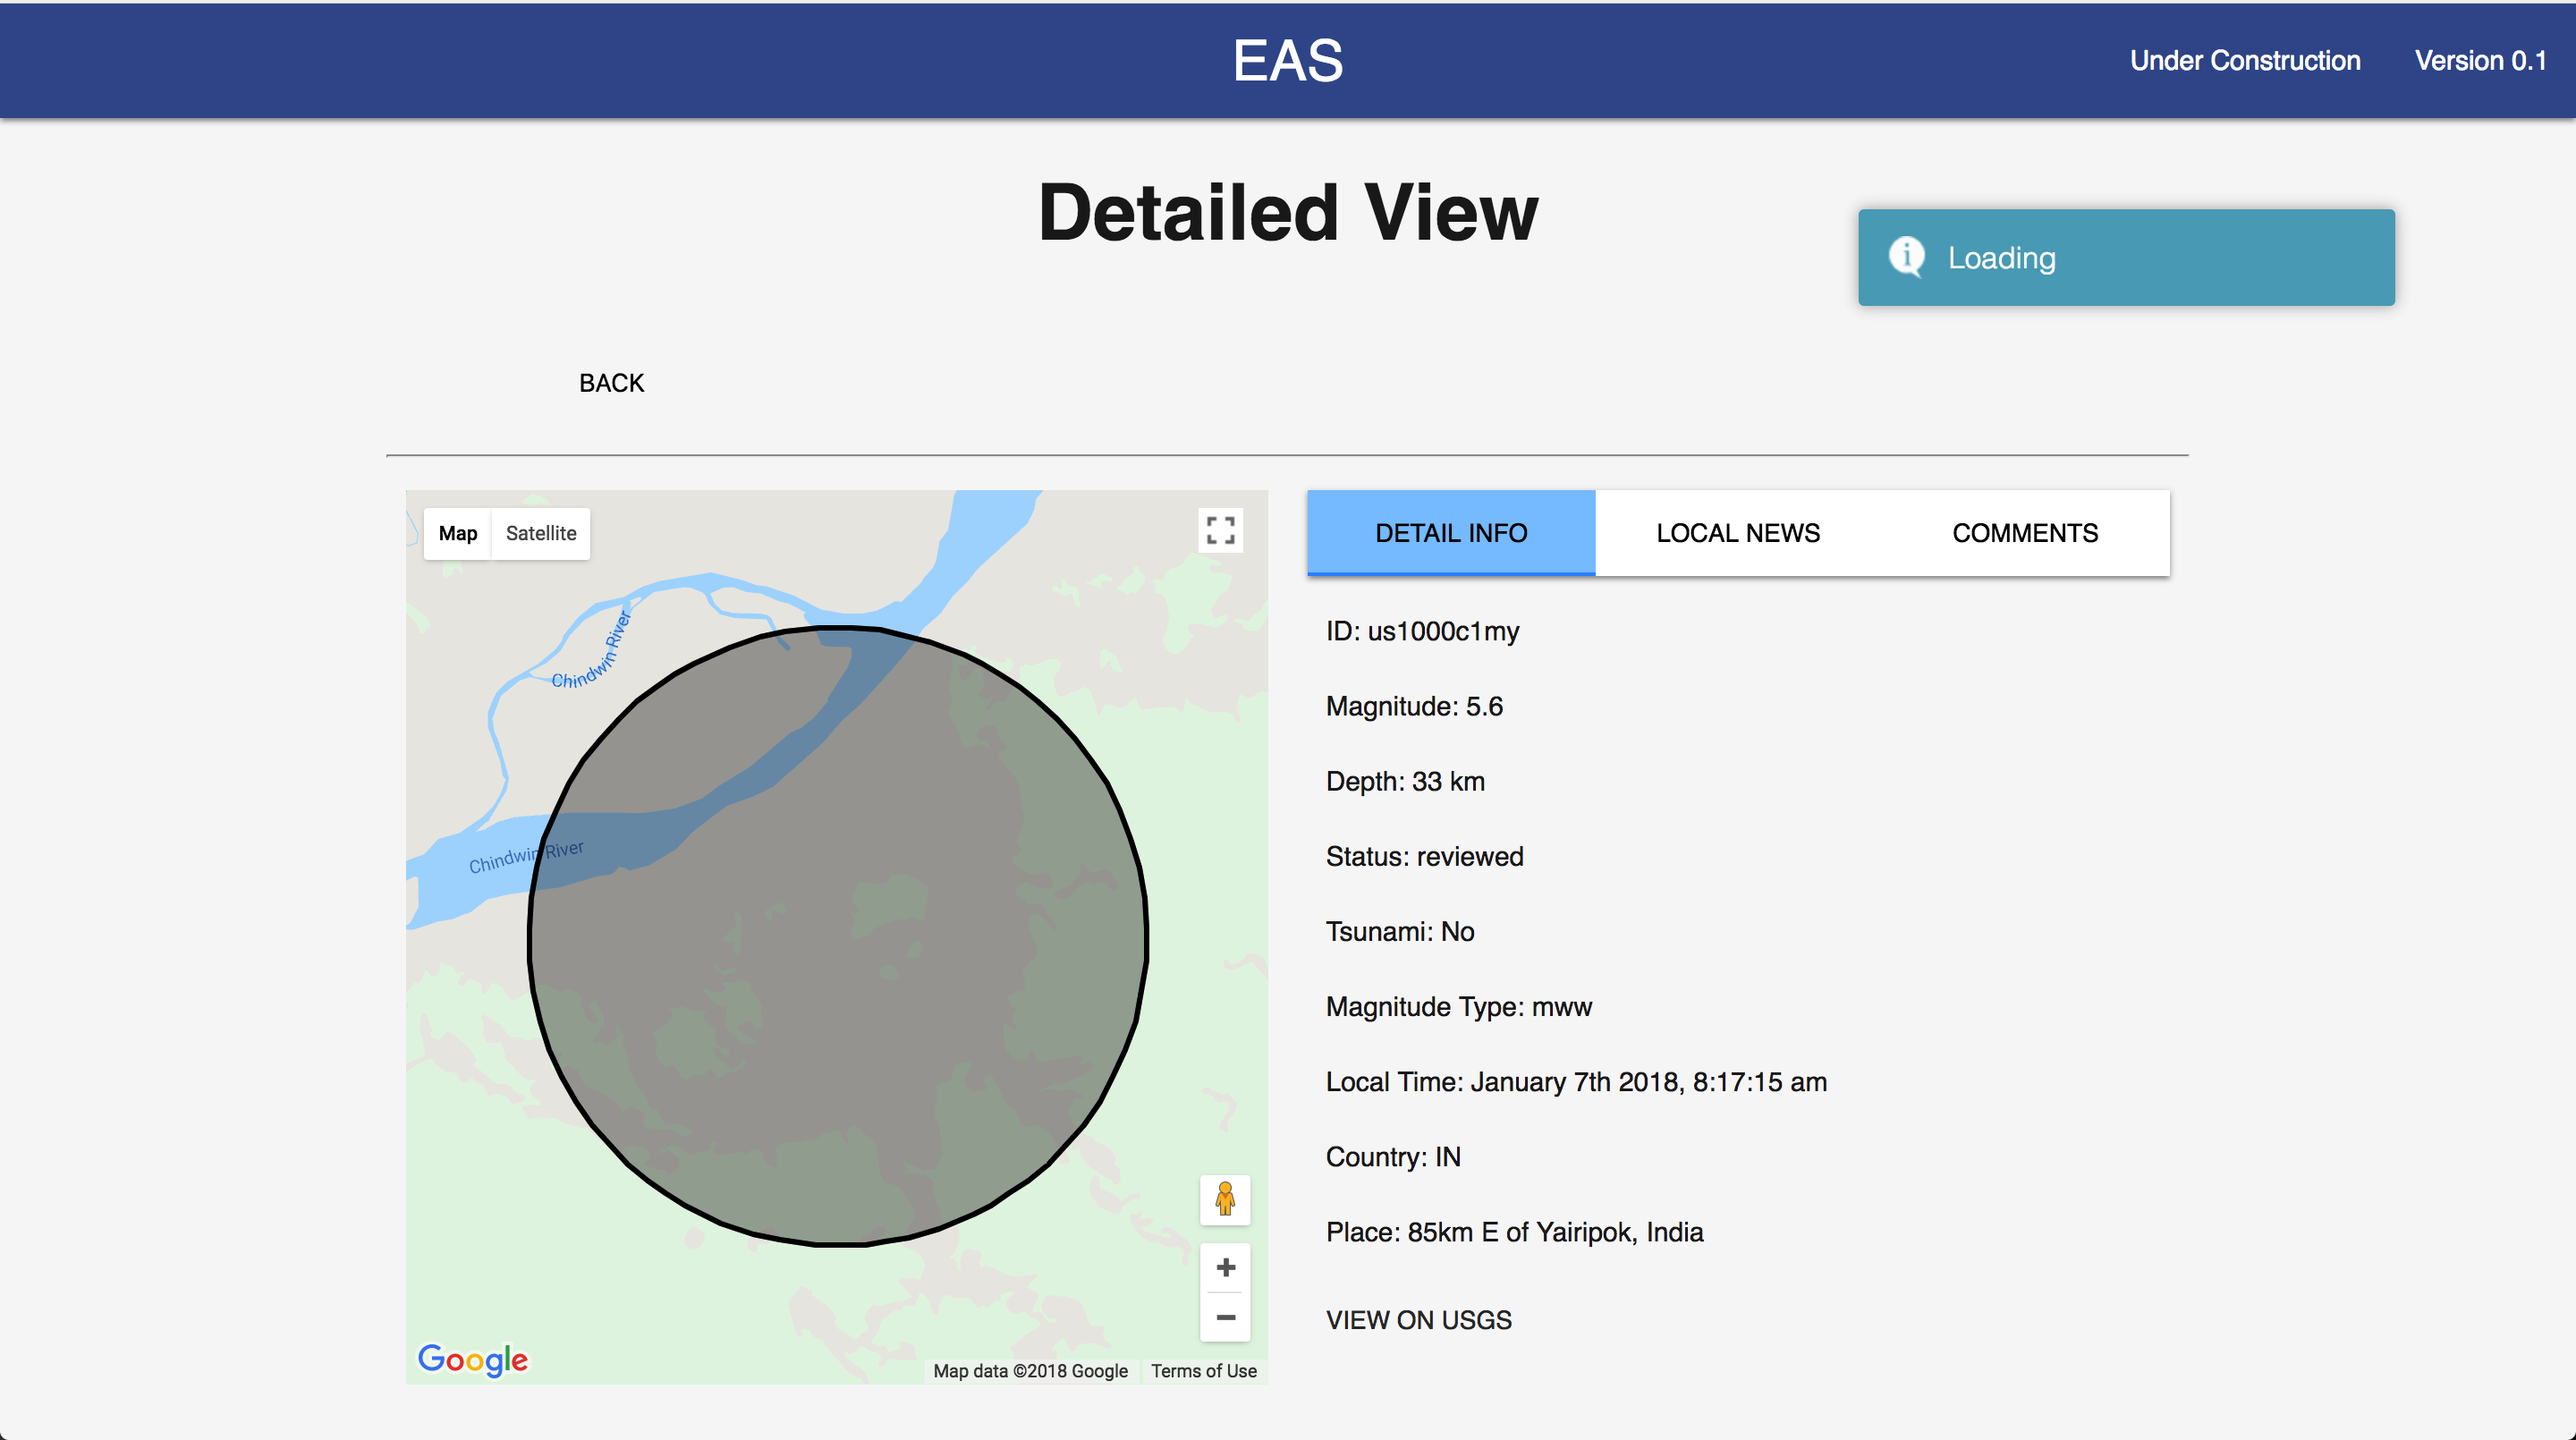 EAS
Under Construction
Version 0.1
Detailed View
Loading
BACK
Map
Satellite
Chindwin River
Chindwin River
Google
Map data ©2018 Google
Terms of Use
DETAIL INFO
LOCAL NEWS
COMMENTS
ID: us1000c1my
Magnitude: 5.6
Depth: 33 km
Status: reviewed
Tsunami: No
Magnitude Type: mww
Local Time: January 7th 2018, 8:17:15 am
Country: IN
Place: 85km E of Yairipok, India
VIEW ON USGS